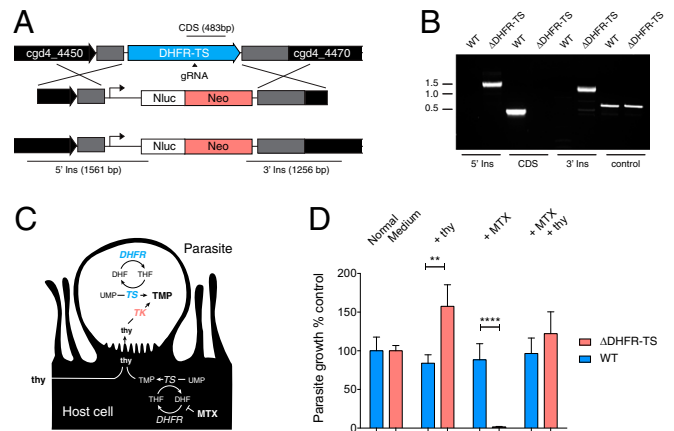 A
CDS (483bp)
cgd4_4450 DHFR-TS cgd4_4470
gRNA
Nluc Neo
Nluc Neo
5' Ins (1561 bp) 3' Ins (1256 bp)
B
WT ΔDHFR-TS WT ΔDHFR-TS WT ΔDHFR-TS WT ΔDHFR-TS
1.5
1.0
0.5
5' Ins CDS 3' Ins control
C
Parasite
DHFR
DHF THF
UMP TS TMP
TK
thy
thy
thy
TMP TS UMP
THF DHF
MTX
DHFR
Host cell
D
Normal Medium
+ thy
+ MTX
+ MTX + thy
Parasite growth % control
200
150
100
50
0
**
****
ΔDHFR-TS
WT